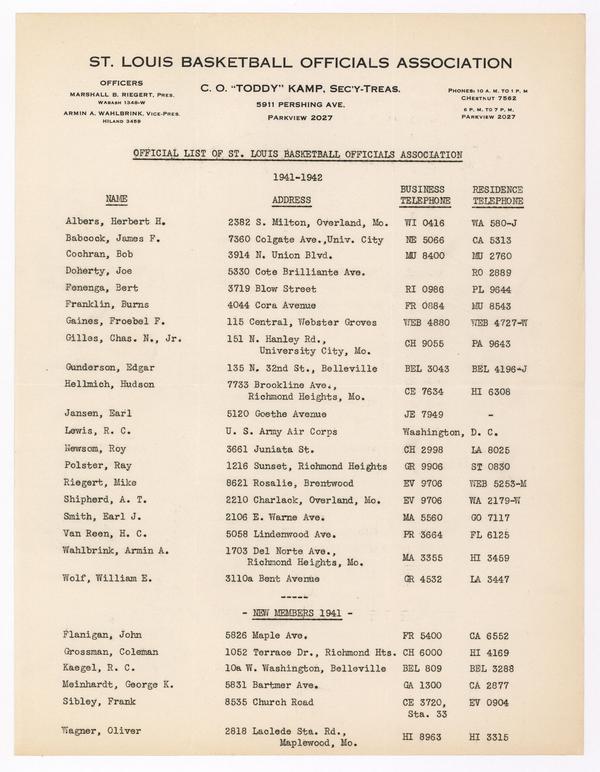 ST. LOUIS BASKETBALL OFFICIALS ASSOCIATION
OFFICERS
MARSHALL B. RIEGERT, PRES.
WABASH 1348-W
ARMIN A. WAHLBRINK, VICE-PRES.
HILAND 3459
C. O. "TODDY" KAMP, SEC'Y-TREAS.
5911 PERSHING AVE.
PARKVIEW 2027
PHONES: 10 A. M. TO 1 P. M
CHESTNUT 7562
6 P. M. TO 7 P. M.
PARKVIEW 2027
OFFICIAL LIST OF ST. LOUIS BASKETBALL OFFICIALS ASSOCIATION
1941-1942
NAME ADDRESS BUSINESS TELEPHONE RESIDENCE TELEPHONE
Albers, Herbert H. 2382 S. Milton, Overland, Mo. WI 0416 WA 580-J
Babcock, James F. 7360 Colgate Ave.,Univ. City NE 5066 CA 5313
Cochran, Bob 3914 N. Union Blvd. MU 8400 MU 2760
Doherty, Joe 5330 Cote Brilliante Ave. RO 2889
Fenenga, Bert 3719 Blow Street RI 0986 PL 9644
Franklin, Burns 4044 Cora Avenue FR 0884 MU 8543
Gaines, Froebel F. 115 Central, Webster Groves WEB 4880 WEB 4727-W
Gilles, Chas. N., Jr. 151 N. Hanley Rd.,
University City, Mo. CH 9055 PA 9643
Gunderson, Edgar 135 N. 32nd St., Belleville BEL 3043 BEL 4196-J
Hellmich, Hudson 7733 Brookline Ave.,
Richmond Heights, Mo. CE 7634 HI 6308
Jansen, Earl 5120 Goethe Avenue JE 7949 -
Lewis, R. C. U. S. Army Air Corps Washington, D. C.
Newsom, Roy 3661 Juniata St. CH 2998 LA 8025
Polster, Ray 1216 Sunset, Richmond Heights GR 9906 ST 0830
Riegert, Mike 8621 Rosalie, Brentwood EV 9706 WEB 5253-M
Shipherd, A. T. 2210 Charlack, Overland, Mo. EV 9706 WA 2179-W
Smith, Earl J. 2106 E. Warne Ave. MA 5560 GO 7117
Van Reen, H. C. 5058 Lindenwood Ave. PR 3664 FL 6125
Wahlbrink, Armin A. 1703 Del Norte Ave.,
Richmond Heights, Mo. MA 3355 HI 3459
Wolf, William E. 3110a Bent Avenue GR 4532 LA 3447
-----
- NEW MEMBERS 1941 -
Flanigan, John 5826 Maple Ave. FR 5400 CA 6552
Grossman, Coleman 1052 Terrace Dr., Richmond Hts. CH 6000 HI 4169
Kaegel, R. C. 10a W. Washington, Belleville BEL 809 BEL 3288
Meinhardt, George K. 5831 Bartmer Ave. GA 1300 CA 2877
Sibley, Frank 8535 Church Road CE 3720, EV 0904
Sta. 33
Wagner, Oliver 2818 Laclede Sta. Rd.,
Maplewood, Mo. HI 8963 HI 3315